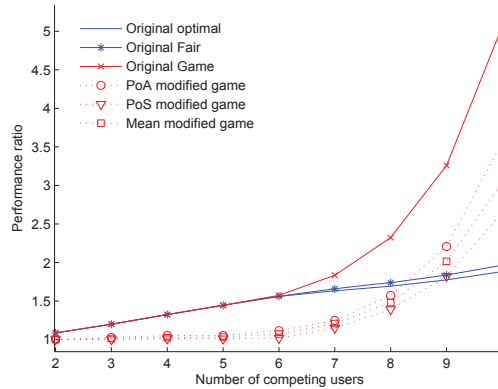 5
4.5
4
3.5
3
2.5
2
1.5
1
Original optimal
Original Fair
Original Game
PoA modified game
PoS modified game
Mean modified game
Performance ratio
2 3 4 5 6 7 8 9
Number of competing users